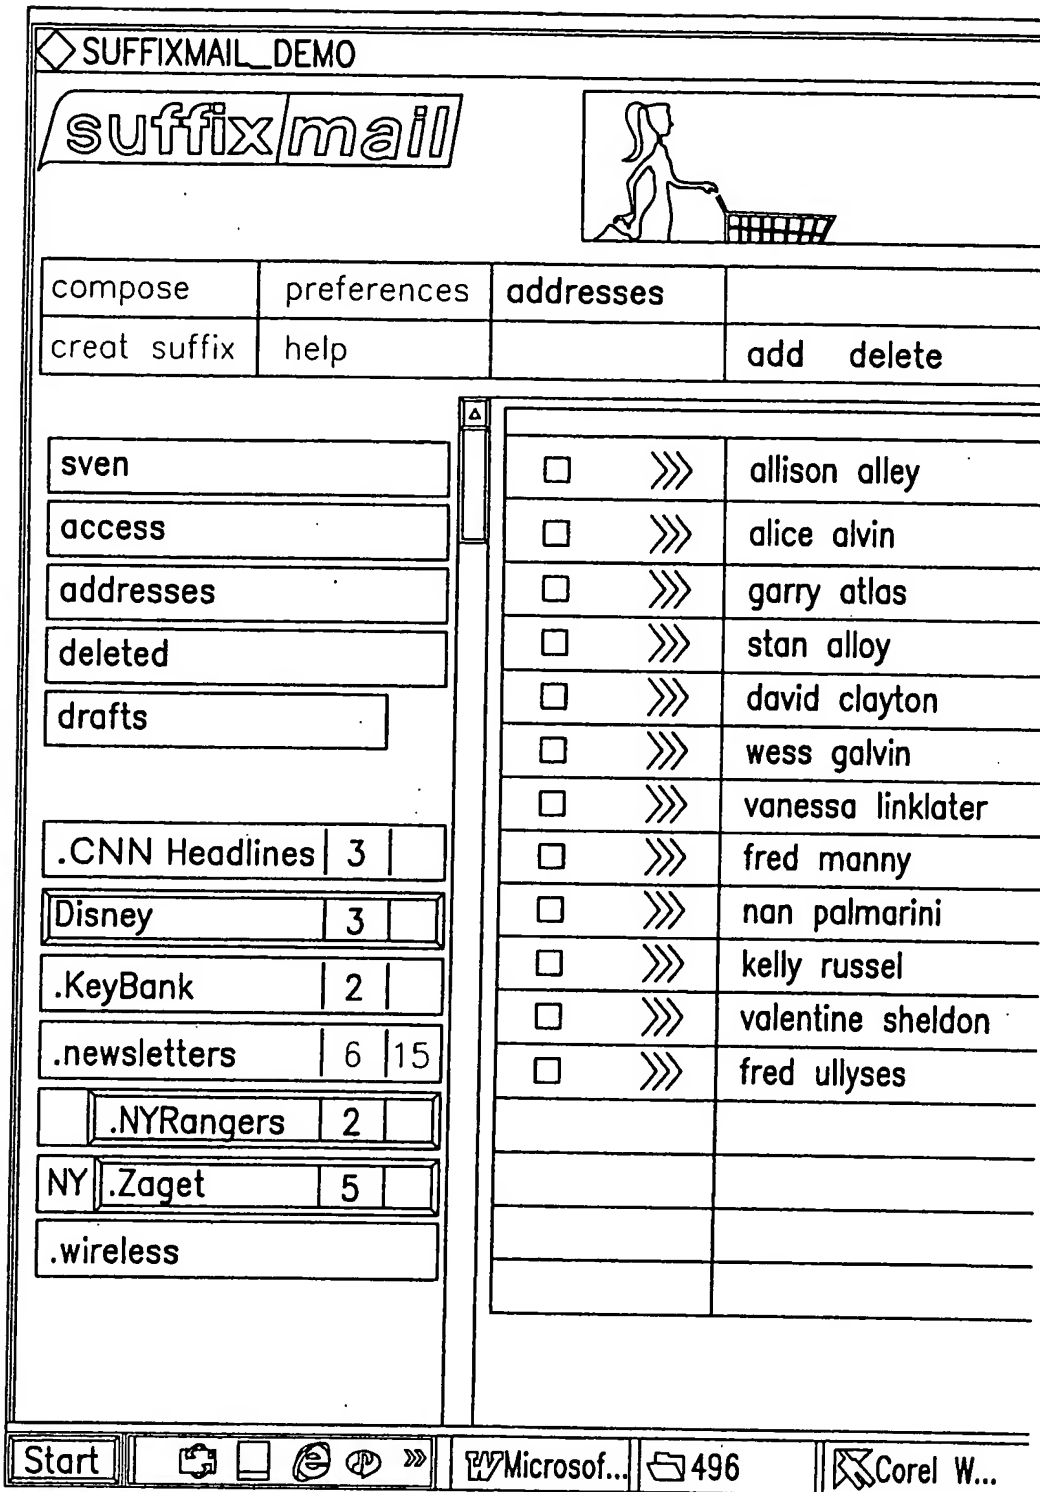 SUFFIXMAIL_DEMO
suffix/mail
compose preferences addresses
creat suffix help add delete
sven
access
addresses
deleted
drafts
.CNN Headlines 3
Disney 3
.KeyBank 2
.newsletters 6 15
.NYRangers 2
NY .Zaget 5
.wireless
allison alley
alice alvin
garry atlas
stan alloy
david clayton
wess galvin
vanessa linklater
fred manny
nan palmarini
kelly russel
valentine sheldon
fred ullyses
Start » W Microsof... 496 Corel W...